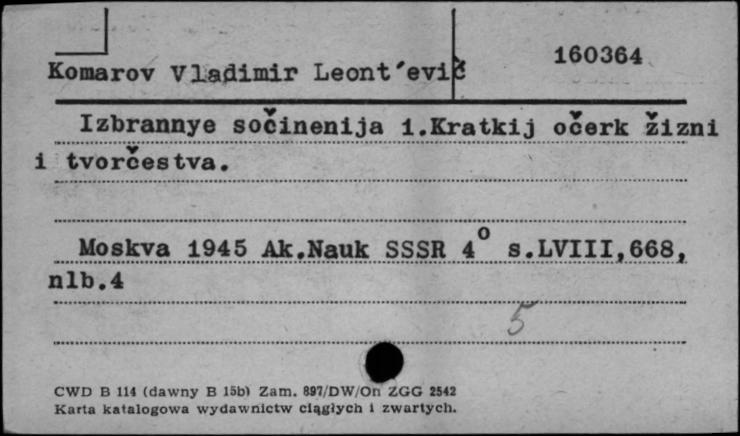 Komarov Vladimir Leont´evič 160364
Izbrannye sočinenija 1.Kratkij očerk žizni
i tvorčestva.
Moskva 1945 Ak.Nauk SSSR 4° s.LVIII,668,
nlb.4
5
CWD B 114 (dawny B 15b) Zam. 897/DW/On ZGG 2542
Karta katalogowa wydawnictw ciągłych i zwartych.